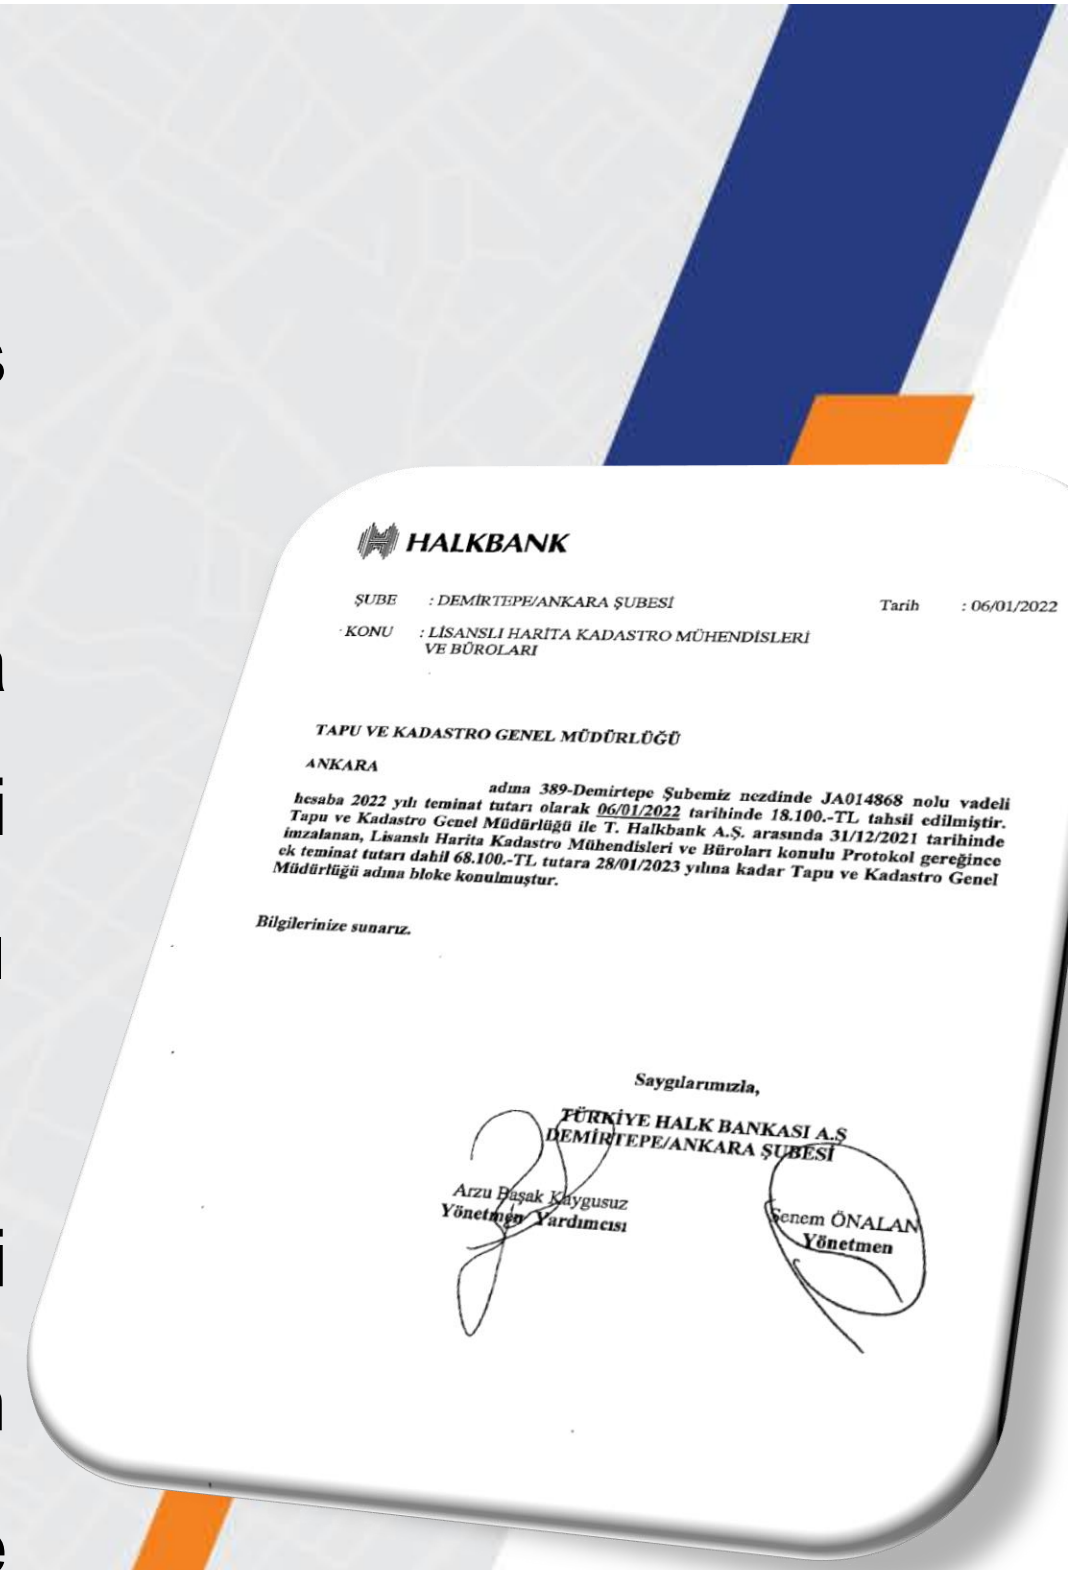 s
a
i
u
i
n
e
HALKBANK
ŞUBE : DEMİRTEPE/ANKARA ŞUBESİ Tarih : 06/01/2022
KONU : LİSANSLI HARİTA KADASTRO MÜHENDİSLERİ
VE BÜROLARI
TAPU VE KADASTRO GENEL MÜDÜRLÜĞÜ
ANKARA
adına 389-Demirtepe Şubemiz nezdinde JA014868 nolu vadeli
hesaba 2022 yılı teminat tutarı olarak 06/01/2022 tarihinde 18.100.-TL tahsil edilmiştir.
Tapu ve Kadastro Genel Müdürlüğü ile T. Halkbank A.Ş. arasında 31/12/2021 tarihinde
imzalanan, Lisanslı Harita Kadastro Mühendisleri ve Büroları konulu Protokol gereğince
ek teminat tutarı dahil 68.100.-TL tutara 28/01/2023 yılına kadar Tapu ve Kadastro Genel
Müdürlüğü adına bloke konulmuştur.
Bilgilerinize sunarız.
Saygılarımızla,
TÜRKİYE HALK BANKASI A.Ş
DEMİRTEPE/ANKARA ŞUBESİ
Arzu Başak Kaygusuz
Yönetmen Yardımcısı
Senem ÖNALAN
Yönetmen